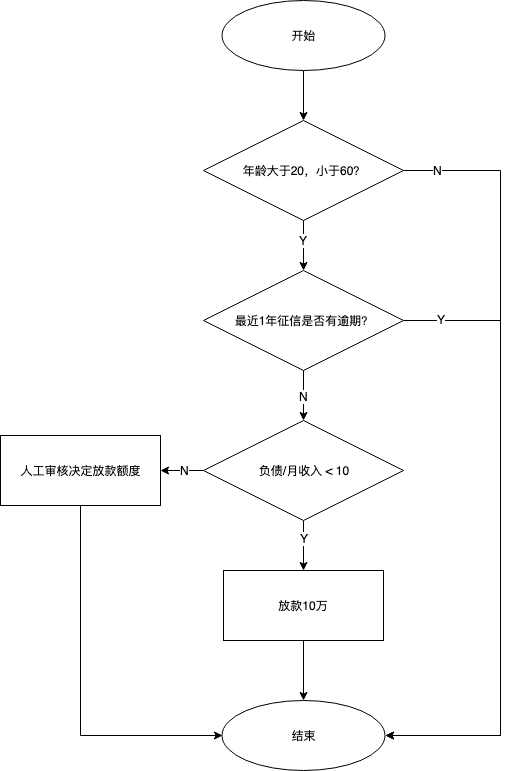 开始
年龄大于20，小于60?
N
Y
最近1年征信是否有逾期?
Y
N
人工审核决定放款额度
N
负债/月收入 < 10
Y
放款10万
结束